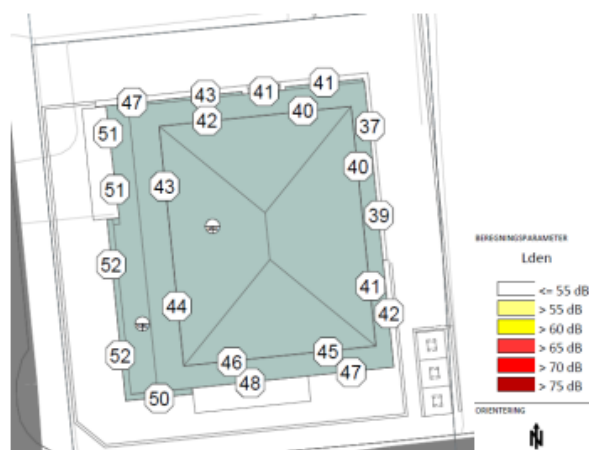 41
43
41
47
42
40
51
37
43
40
51
39
52
41
44
42
52
46
45
48
47
50
BEREGNINGSPARAMETER
Lden
<= 55 dB
> 55 dB
> 60 dB
> 65 dB
> 70 dB
> 75 dB
ORIENTERING
N